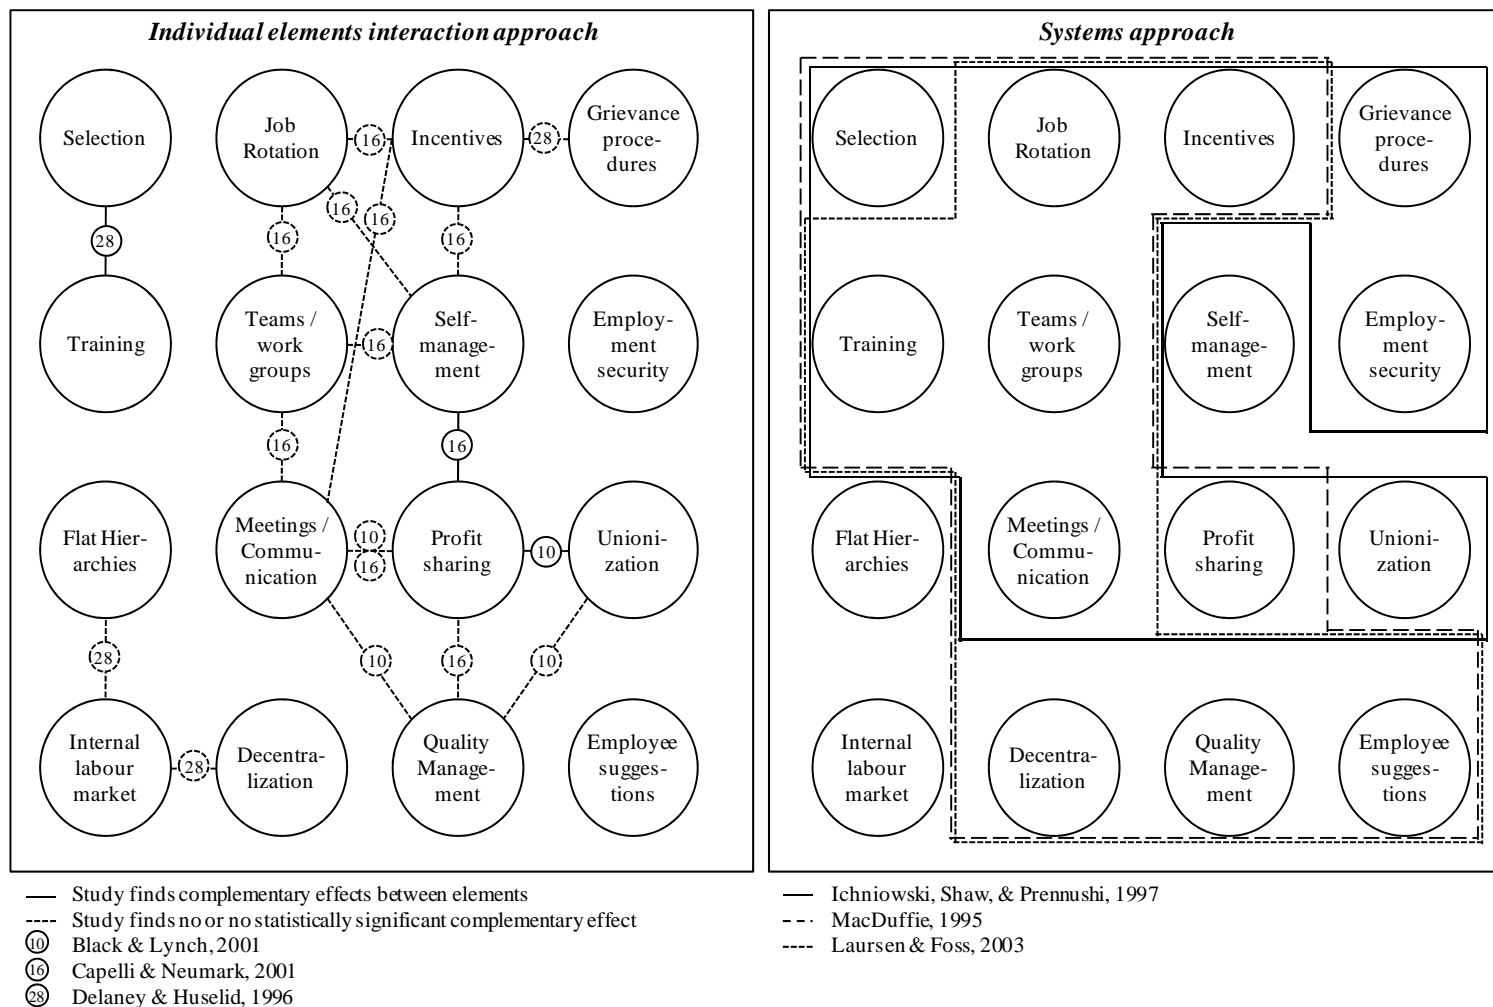 Individual elements interaction approach
Selection
Job
Rotation
16
Incentives
28
Grievance
proce-
dures
28
16
16
16
16
Training
Teams /
work
groups
16
Self-
manage-
ment
Employ-
ment
security
16
16
Flat Hier-
archies
Meetings /
Commu-
nication
10
16
Profit
sharing
10
Unioni-
zation
28
10
16
10
Internal
labour
market
28
Decentra-
lization
Quality
Manage-
ment
Employee
sugges-
tions
Study finds complementary effects between elements
Study finds no or no statistically significant complementary effect
10 Black & Lynch, 2001
16 Capelli & Neumark, 2001
28 Delaney & Huselid, 1996
Systems approach
Selection
Job
Rotation
Incentives
Grievance
proce-
dures
Training
Teams /
work
groups
Self-
manage-
ment
Employ-
ment
security
Flat Hier-
archies
Meetings /
Commu-
nication
Profit
sharing
Unioni-
zation
Internal
labour
market
Decentra-
lization
Quality
Manage-
ment
Employee
sugges-
tions
Ichniowski, Shaw, & Prennushi, 1997
MacDuffie, 1995
Laursen & Foss, 2003